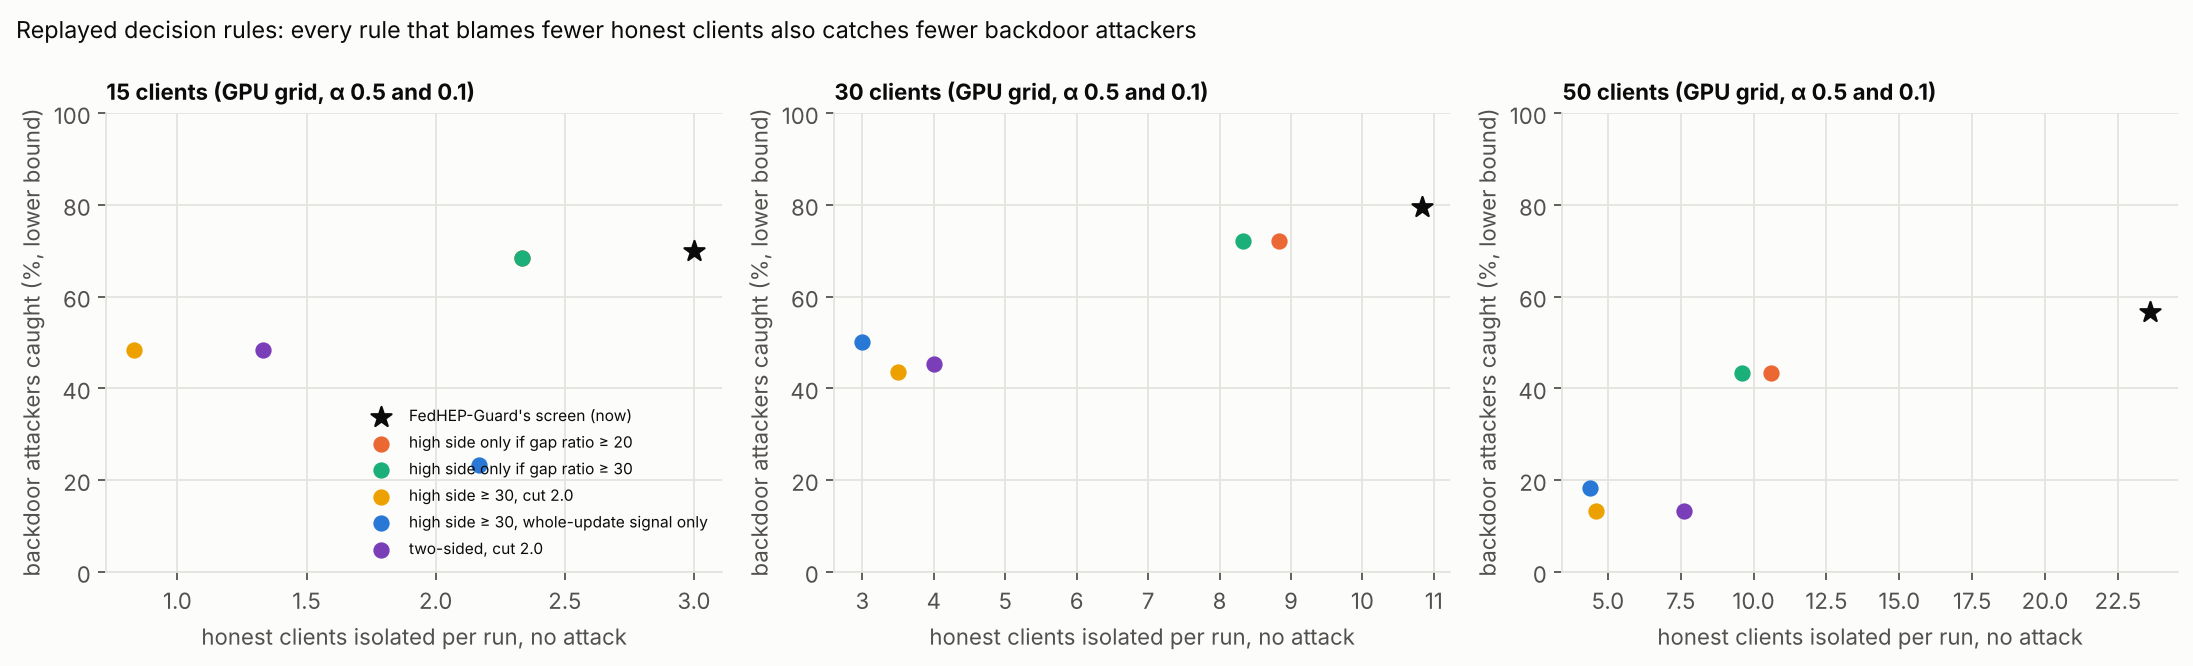 Replayed decision rules: every rule that blames fewer honest clients also catches fewer backdoor attackers
15 clients (GPU grid, α 0.5 and 0.1)
backdoor attackers caught (%, lower bound)
100
80
60
40
20
0
FedHEP-Guard's screen (now)
high side only if gap ratio ≥ 20
high side only if gap ratio ≥ 30
high side ≥ 30, cut 2.0
high side ≥ 30, whole-update signal only
two-sided, cut 2.0
1.0 1.5 2.0 2.5 3.0
honest clients isolated per run, no attack
30 clients (GPU grid, α 0.5 and 0.1)
backdoor attackers caught (%, lower bound)
100
80
60
40
20
0
3 4 5 6 7 8 9 10 11
honest clients isolated per run, no attack
50 clients (GPU grid, α 0.5 and 0.1)
backdoor attackers caught (%, lower bound)
100
80
60
40
20
0
5.0 7.5 10.0 12.5 15.0 17.5 20.0 22.5
honest clients isolated per run, no attack